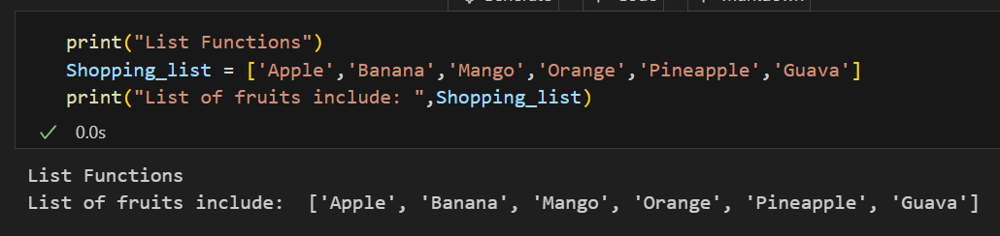 print("List Functions")
Shopping_list = ['Apple','Banana','Mango','Orange','Pineapple','Guava']
print("List of fruits include: ",Shopping_list)
0.0s
List Functions
List of fruits include:  ['Apple', 'Banana', 'Mango', 'Orange', 'Pineapple', 'Guava']